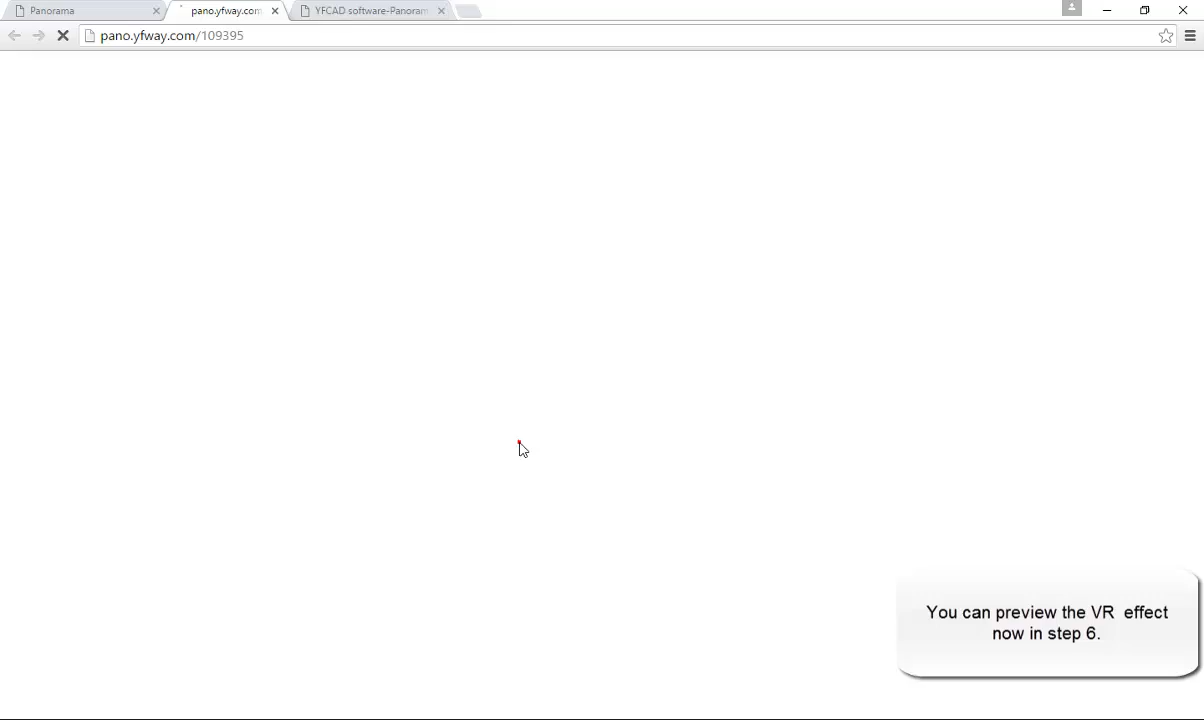 Panorama
pano.yfway.com
YFCAD software-Panoram
pano.yfway.com/109395
You can preview the VR effect
now in step 6.